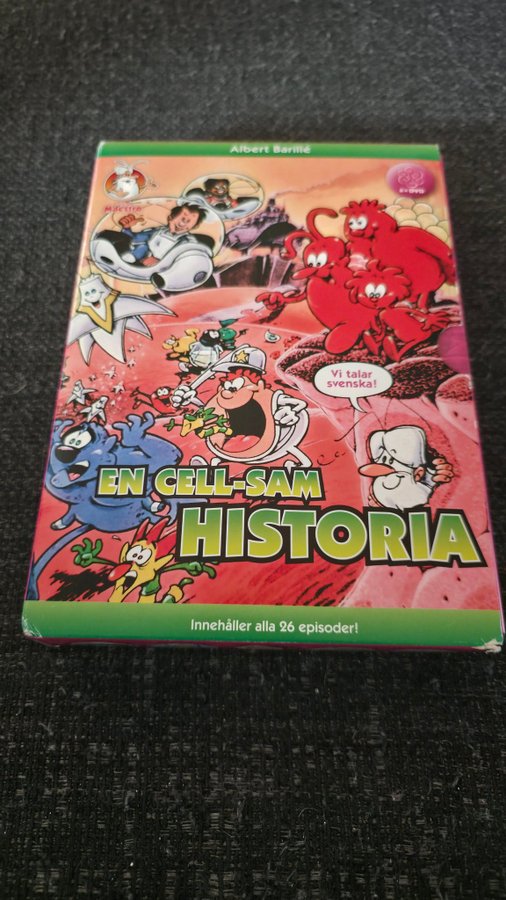 Albert Barillé
Maestro
Vi talar
svenska!
EN CELL-SAM
HISTORIA
Innehåller alla 26 episoder!